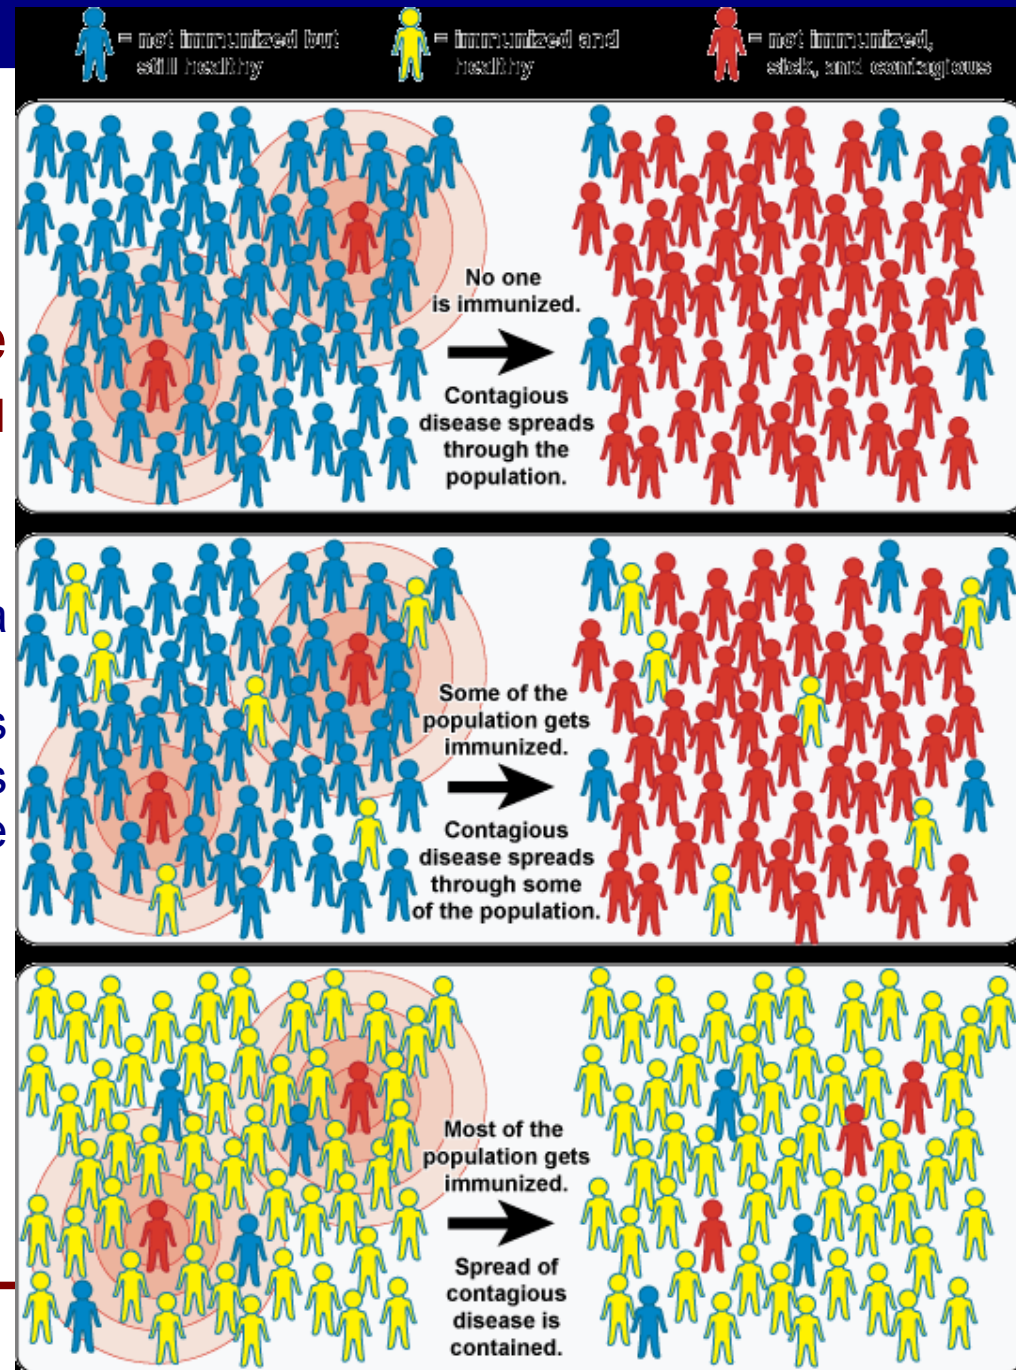 = not immunized but
still healthy
= immunized and
healthy
= not immunized,
sick, and contagious
No one
is immunized.
Contagious
disease spreads
through the
population.
e
l
a
s
s
e
Some of the
population gets
immunized.
Contagious
disease spreads
through some
of the population.
Most of the
population gets
immunized.
Spread of
contagious
disease is
contained.